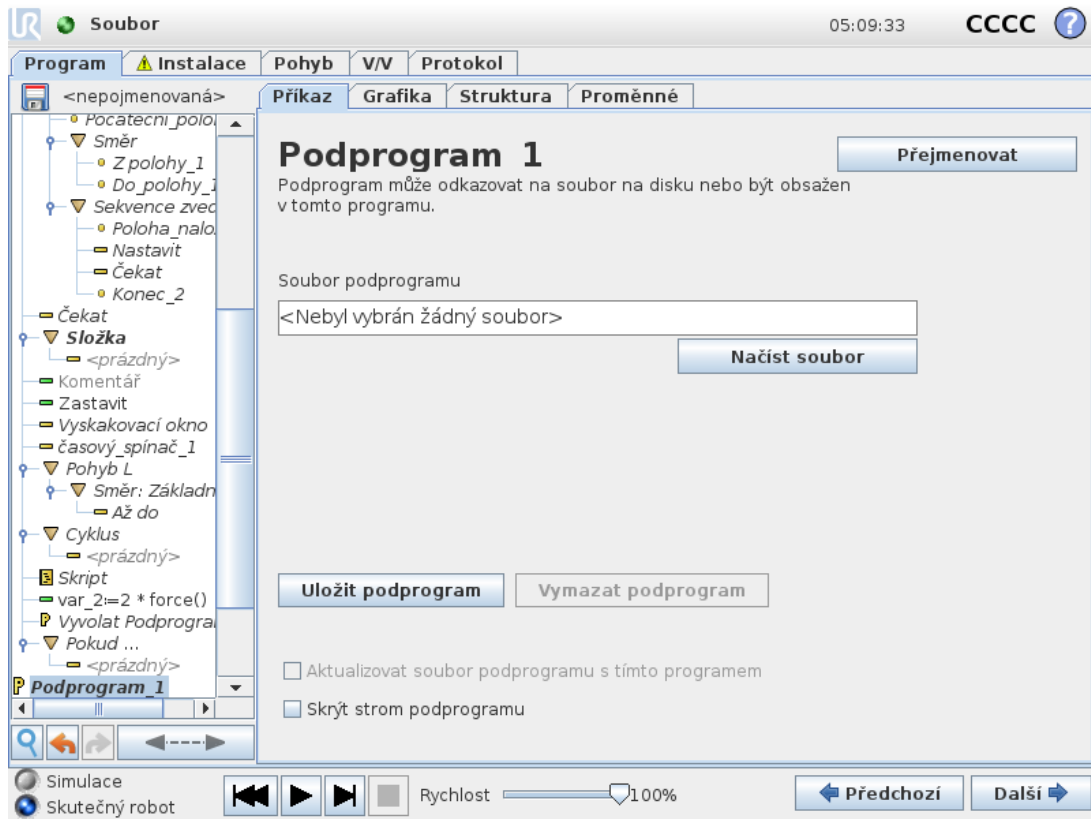 UR Soubor 05:09:33 CCCC ?
Program Instalace Pohyb V/V Protokol
<nepojmenovaná> Příkaz Grafika Struktura Proměnné
Směr
Z polohy_1
Sekvence zved
Poloha_nalo
Nastavit
Čekat
Konec_2
Čekat
Složka
<prázdný>
Komentář
Zastavit
Vyskakovací okno
časový_spínač_1
Pohyb L
Směr: Základn
Až do
Cyklus
<prázdný>
Skript
var_2:=2 * force()
Vyvolat Podprogra
Pokud ...
<prázdný>
Podprogram_1
Podprogram 1
Přejmenovat
Podprogram může odkazovat na soubor na disku nebo být obsažen
v tomto programu.
Soubor podprogramu
<Nebyl vybrán žádný soubor>
Načíst soubor
Uložit podprogram Vymazat podprogram
Aktualizovat soubor podprogramu s tímto programem
Skrýt strom podprogramu
Simulace
Skutečný robot
Rychlost 100%
Předchozí Další